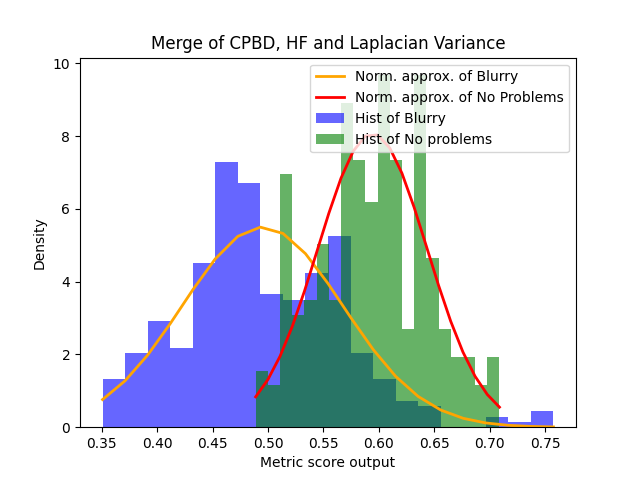 Merge of CPBD, HF and Laplacian Variance
Norm. approx. of Blurry
Norm. approx. of No Problems
Hist of Blurry
Hist of No problems
Density
10
8
6
4
2
0
0.35 0.40 0.45 0.50 0.55 0.60 0.65 0.70 0.75
Metric score output